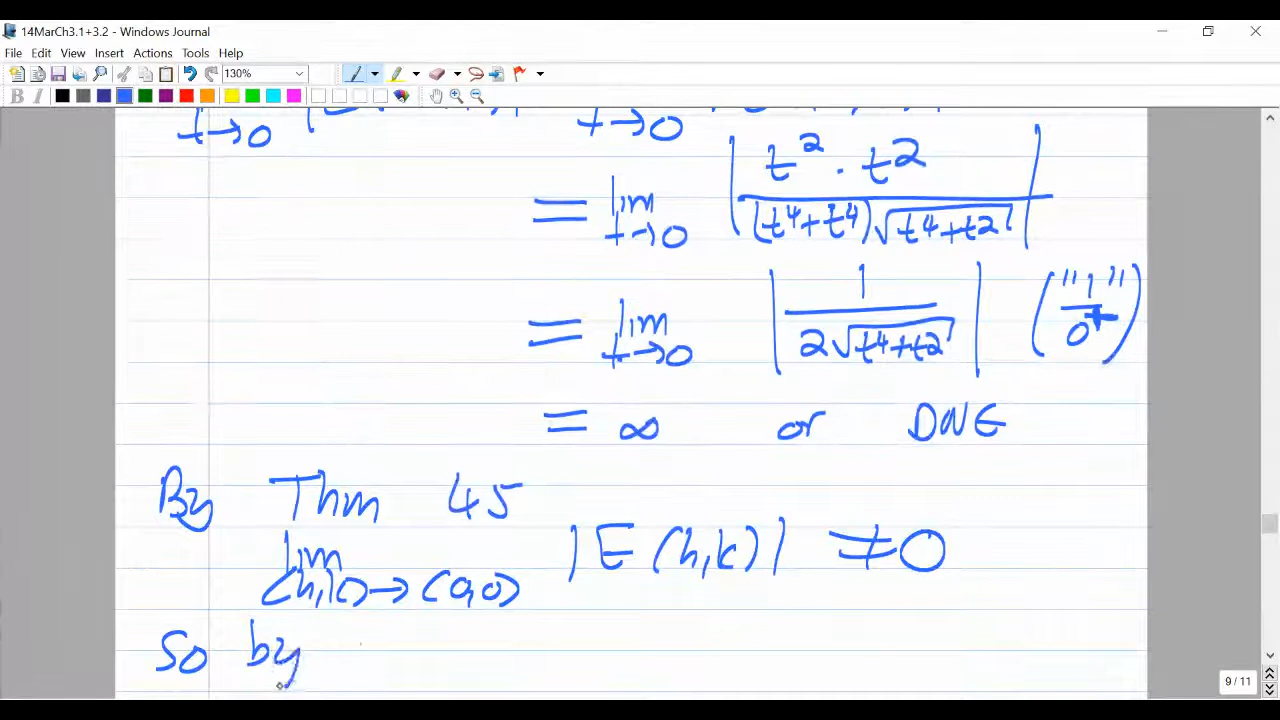 14MarCh3.1+3.2 - Windows Journal
File Edit View Insert Actions Tools Help
130%
B I
t→0 t→0
= lim t→0 | t² · t² / (t⁴+t⁴)√(t⁴+t²) |
= lim t→0 | 1 / 2√(t⁴+t²) | ("1"/0⁺)
= ∞ or DNE
By Thm 45
lim (h,k)→(0,0) |E(h,k)| ≠ 0
So by
9 / 11